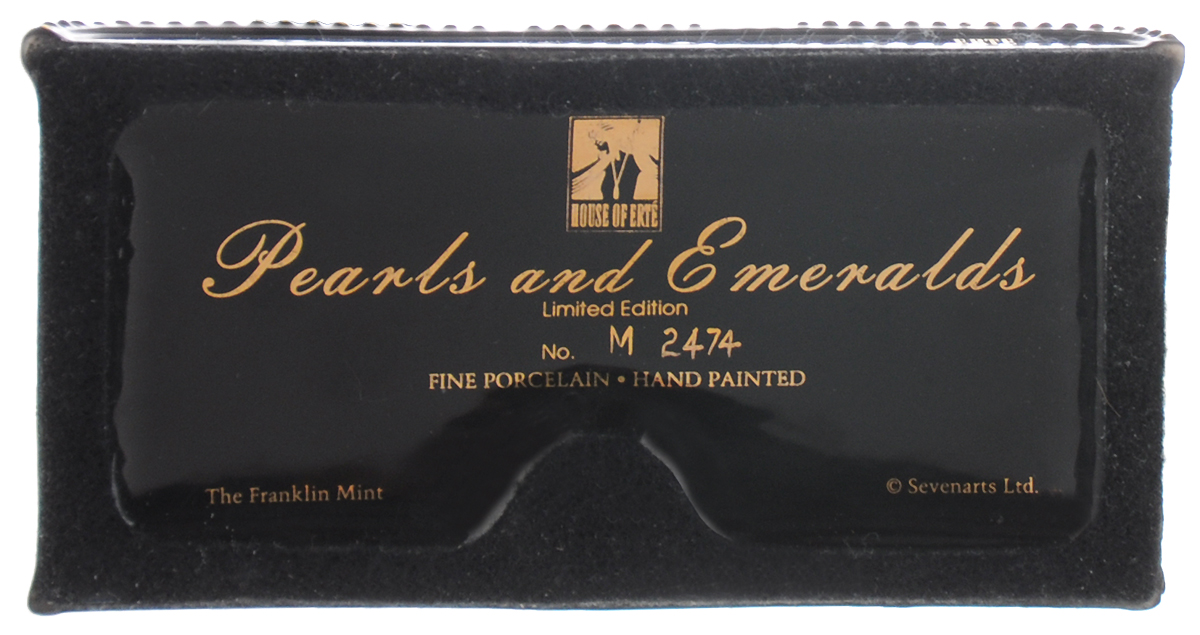 HOUSE OF ERTÉ
Pearls and Emeralds
Limited Edition
No. M 2474
FINE PORCELAIN • HAND PAINTED
The Franklin Mint
© Sevenarts Ltd.